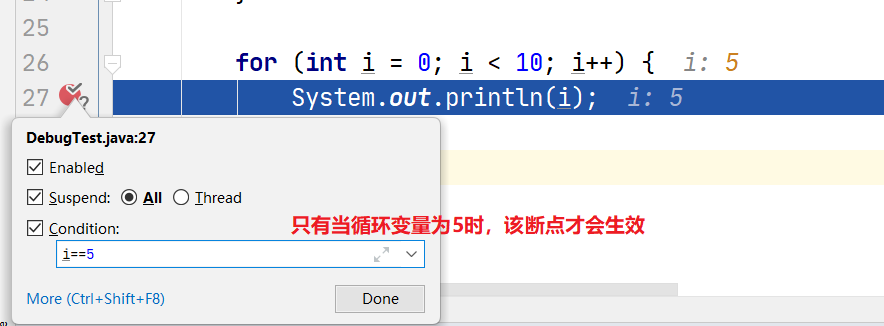 25
26 for (int i = 0; i < 10; i++) { i: 5
27 System.out.println(i); i: 5
DebugTest.java:27
Enabled
Suspend: All Thread
Condition:
只有当循环变量为5时，该断点才会生效
i==5
More (Ctrl+Shift+F8) Done